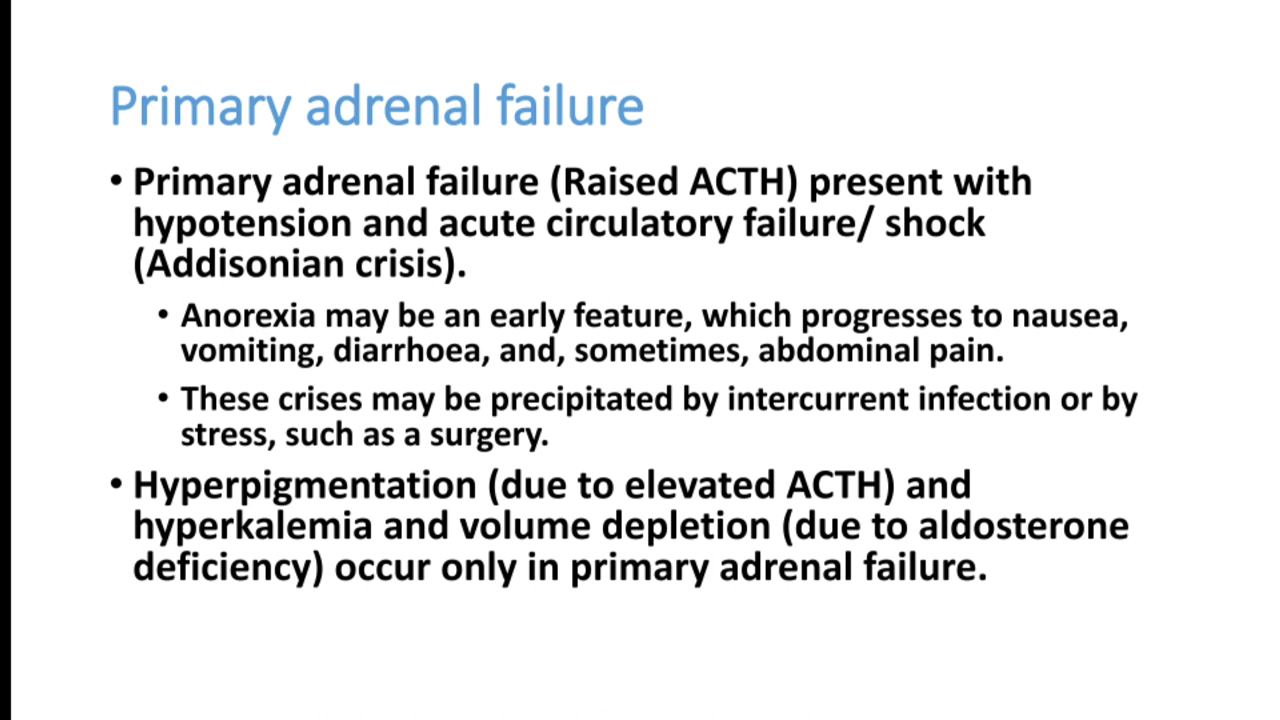 Primary adrenal failure
• Primary adrenal failure (Raised ACTH) present with
hypotension and acute circulatory failure/ shock
(Addisonian crisis).
• Anorexia may be an early feature, which progresses to nausea,
vomiting, diarrhoea, and, sometimes, abdominal pain.
• These crises may be precipitated by intercurrent infection or by
stress, such as a surgery.
• Hyperpigmentation (due to elevated ACTH) and
hyperkalemia and volume depletion (due to aldosterone
deficiency) occur only in primary adrenal failure.